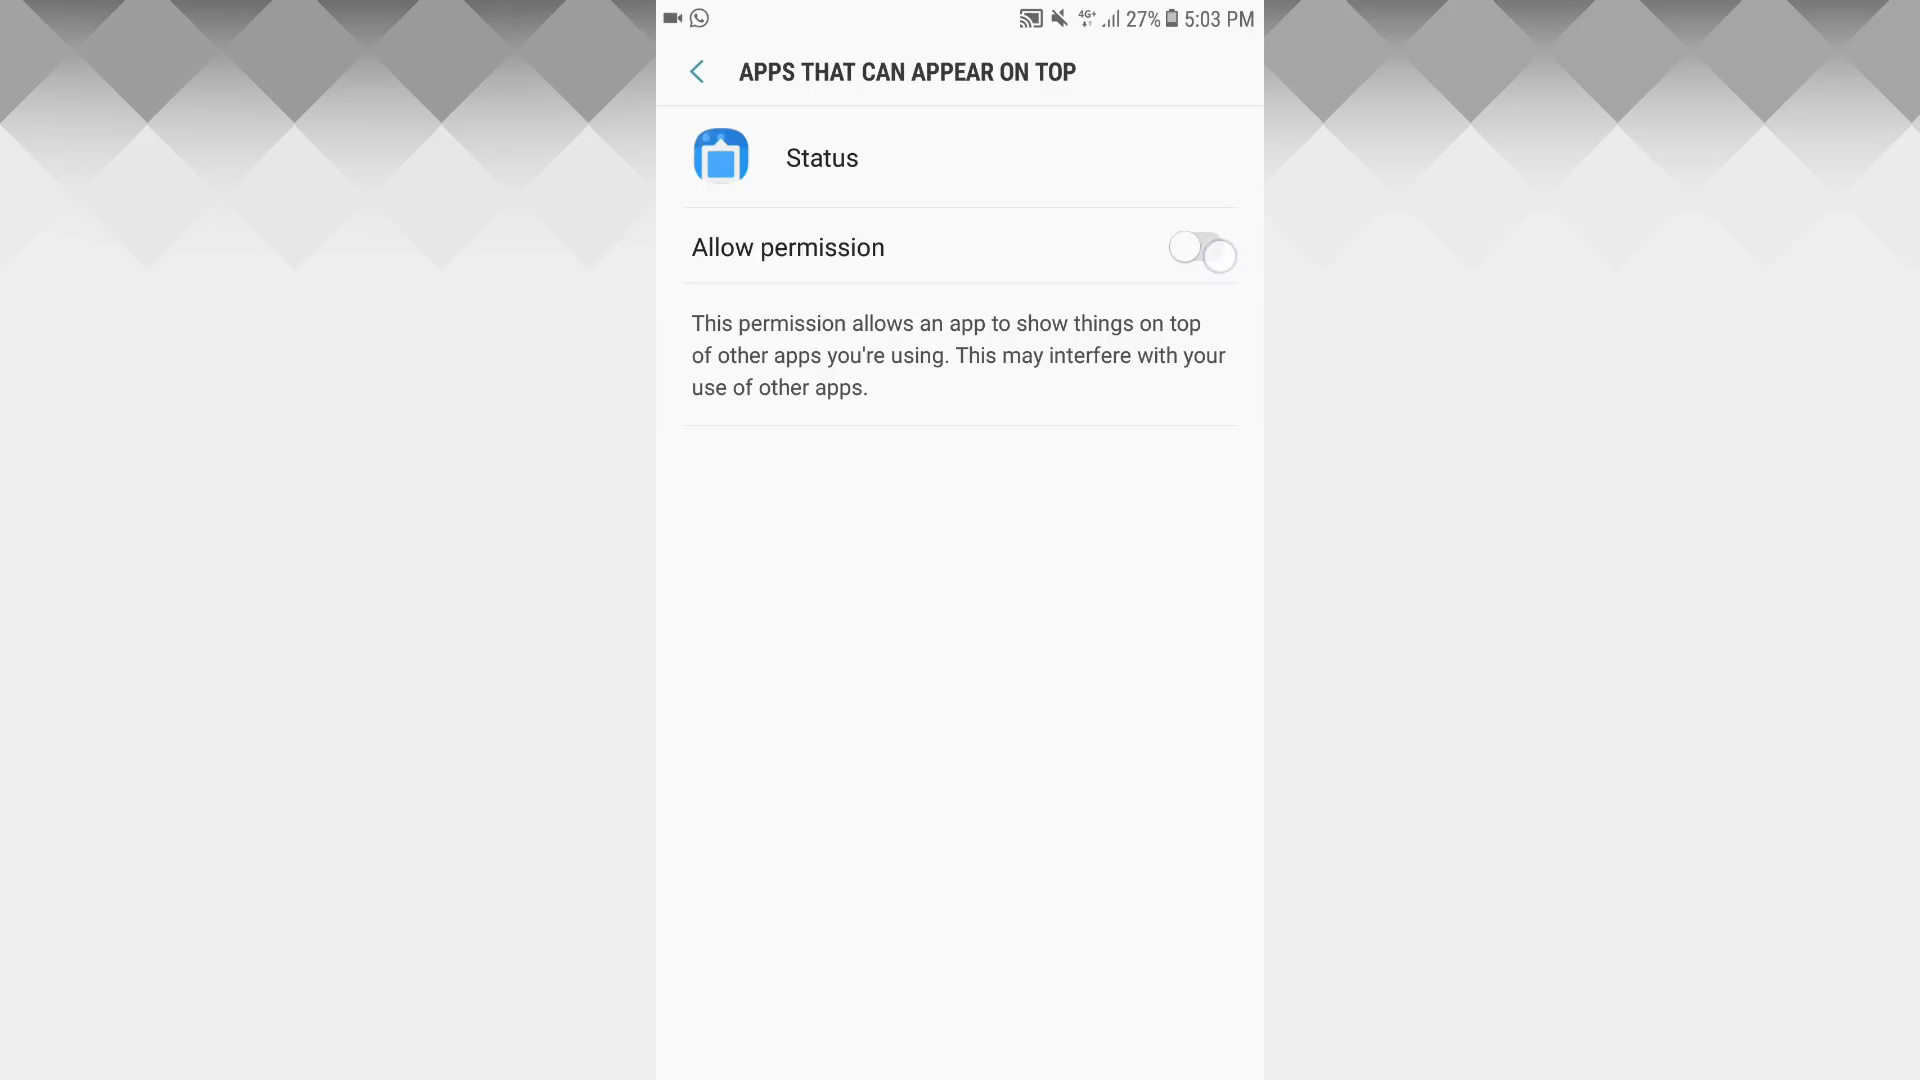 4G+ 27% 5:03 PM
APPS THAT CAN APPEAR ON TOP
Status
Allow permission
This permission allows an app to show things on top
of other apps you're using. This may interfere with your
use of other apps.